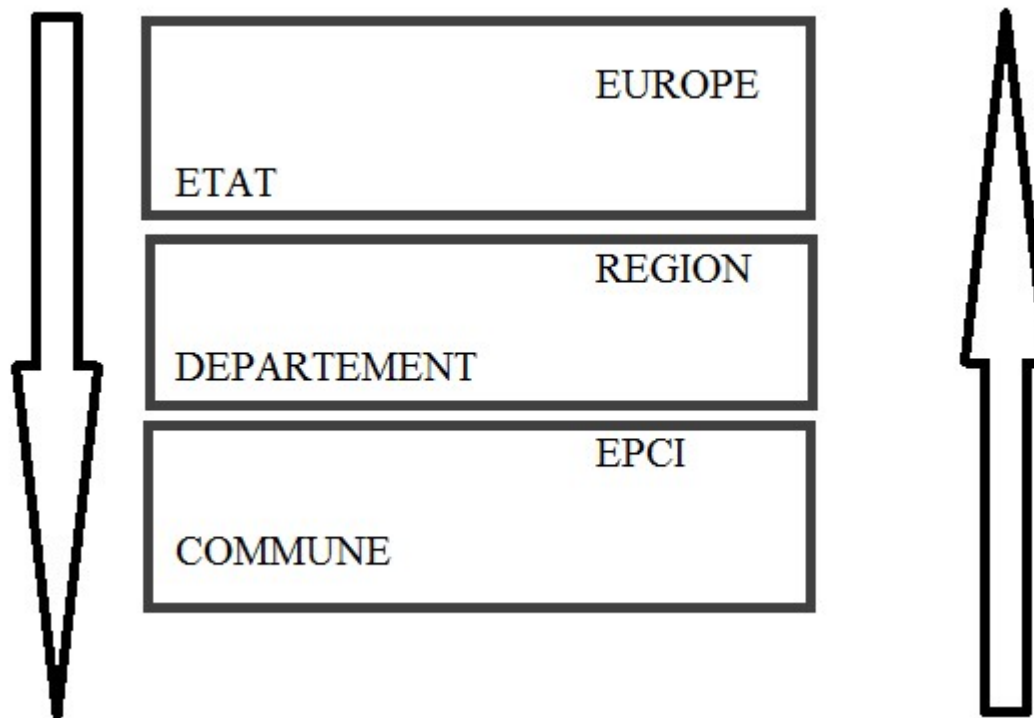 EUROPE
ETAT
REGION
DEPARTEMENT
EPCI
COMMUNE